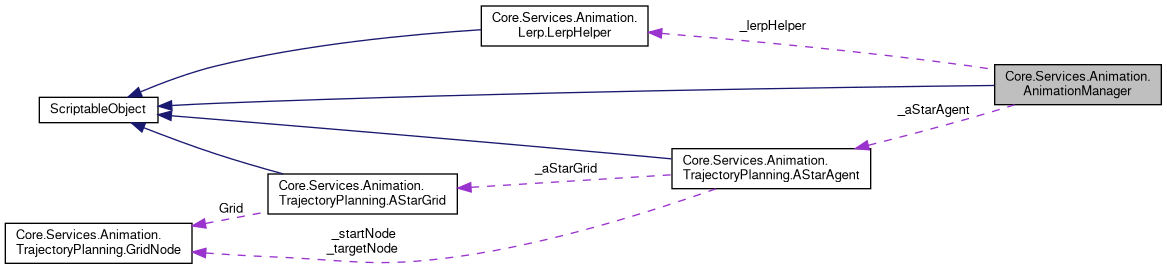 Core.Services.Animation.
Lerp.LerpHelper
_lerpHelper
Core.Services.Animation.
AnimationManager
ScriptableObject
_aStarAgent
Core.Services.Animation.
TrajectoryPlanning.AStarAgent
_aStarGrid
Core.Services.Animation.
TrajectoryPlanning.AStarGrid
Grid
Core.Services.Animation.
TrajectoryPlanning.GridNode
_startNode
_targetNode